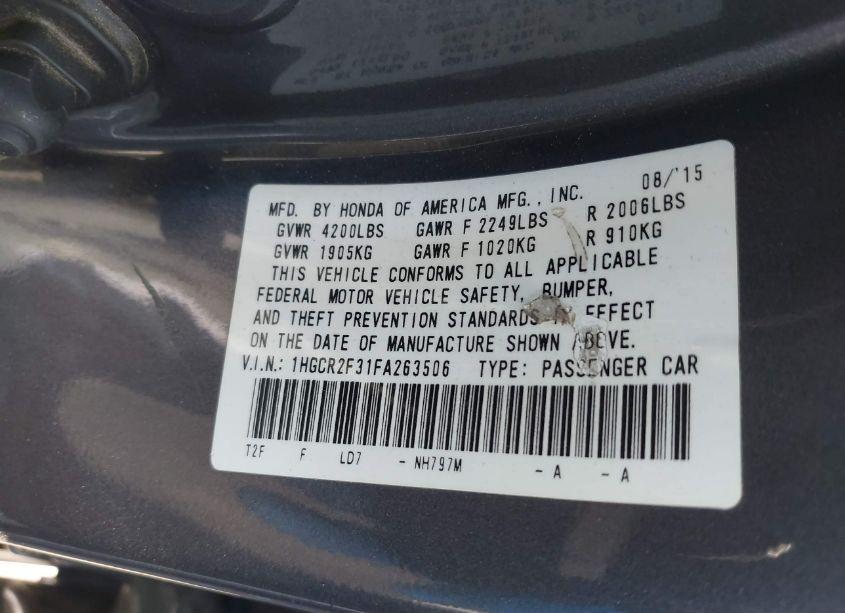 08/'15
MFD. BY HONDA OF AMERICA MFG., INC.
GVWR 4200LBS GAWR F 2249LBS R 2006LBS
GVWR 1905KG GAWR F 1020KG R 910KG
THIS VEHICLE CONFORMS TO ALL APPLICABLE
FEDERAL MOTOR VEHICLE SAFETY, BUMPER,
AND THEFT PREVENTION STANDARDS IN EFFECT
ON THE DATE OF MANUFACTURE SHOWN ABOVE.
V.I.N.: 1HGCR2F31FA263506 TYPE: PASSENGER CAR
T2F F LD7 - NH797M - A - A